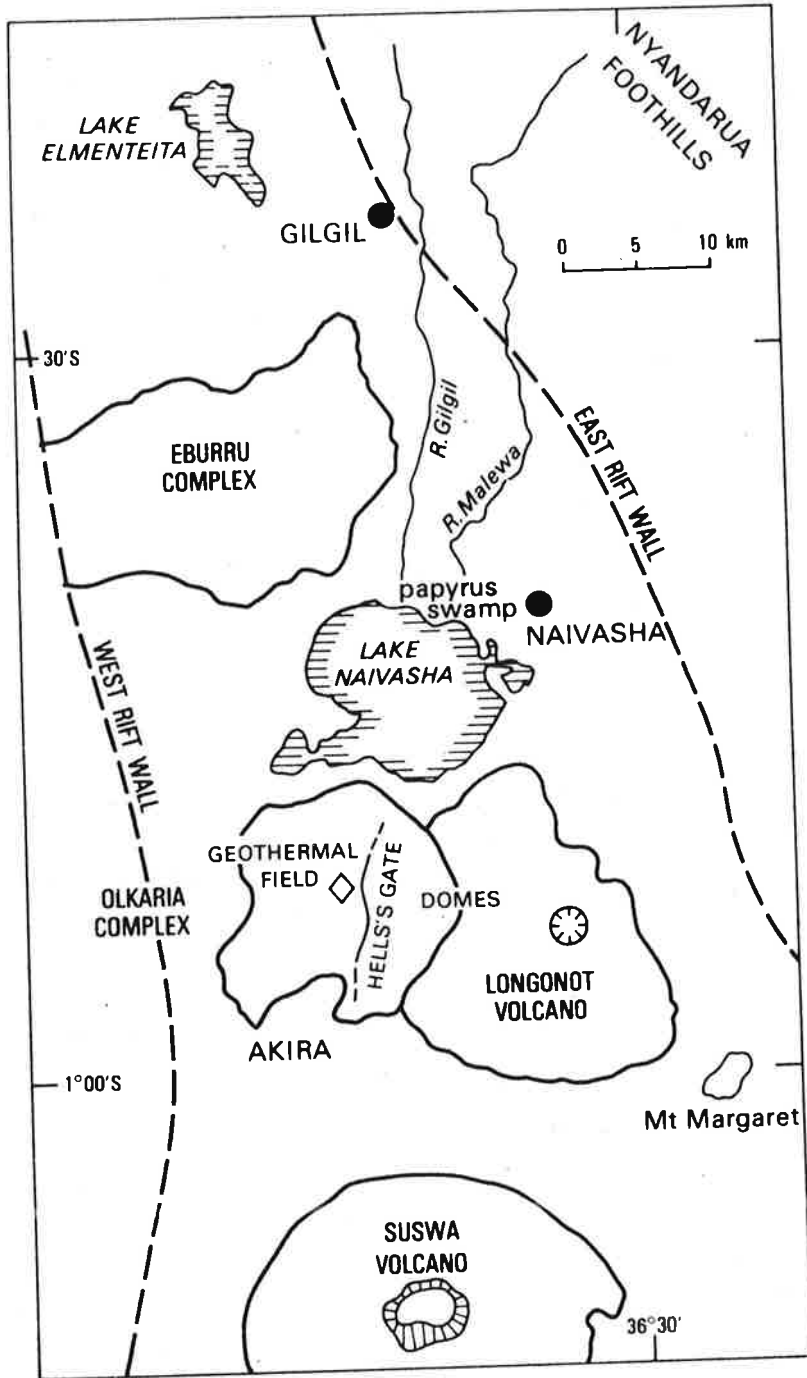 NYANDARUA
FOOTHILLS
LAKE
ELMENTEITA
GILGIL
0 5 10 km
30'S
R.Gilgil
EBURRU
COMPLEX
EAST RIFT WALL
R.Malewa
papyrus
swamp
NAIVASHA
LAKE
NAIVASHA
WEST RIFT WALL
GEOTHERMAL
FIELD
HELLS'S GATE
DOMES
OLKARIA
COMPLEX
LONGONOT
VOLCANO
AKIRA
1°00'S
Mt Margaret
SUSWA
VOLCANO
36°30'